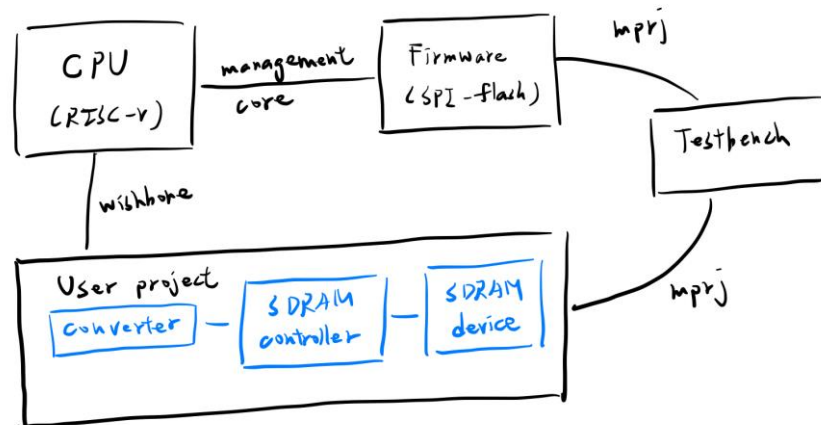 CPU
(RISC-V)
management
core
Firmware
(SPI-flash)
mprj
Testbench
wishbone
User project
converter
SDRAM
controller
SDRAM
device
mprj